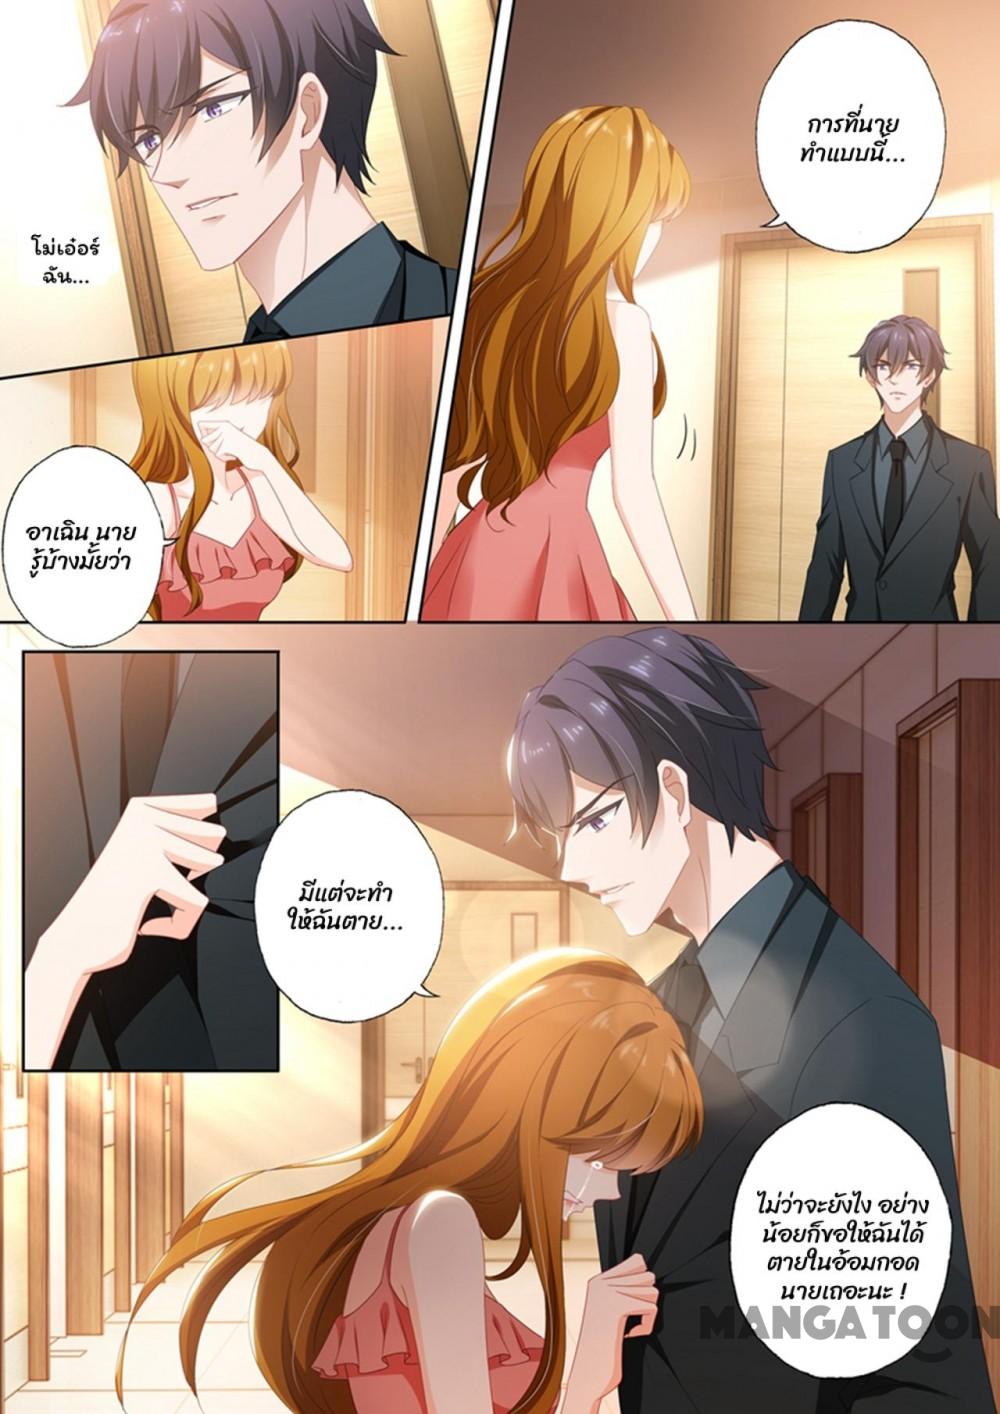 โม่เอ๋อร์
ฉัน...
อาเฉิน นาย
รู้บ้างมั้ยว่า
การที่นาย
ทำแบบนี้...
มีแต่จะทำ
ให้ฉันตาย...
ไม่ว่าจะยังไง อย่าง
น้อยก็ขอให้ฉันได้
ตายในอ้อมกอด
นายเถอะนะ !
MANGATOON